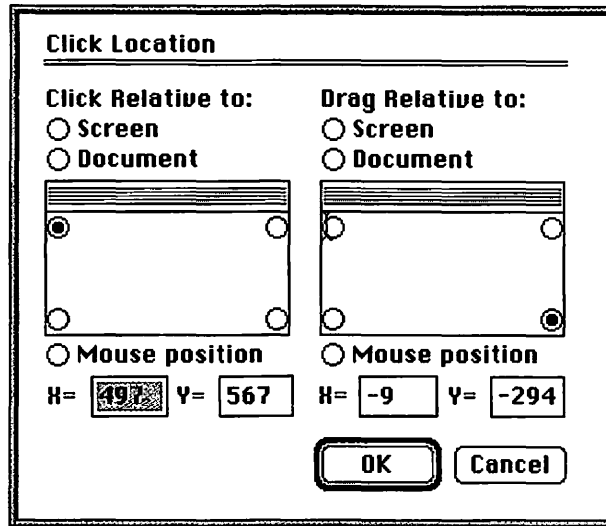 Click Location
Click Relative to:
Screen
Document
Mouse position
X= 497 Y= 567
Drag Relative to:
Screen
Document
Mouse position
X= -9 Y= -294
OK Cancel